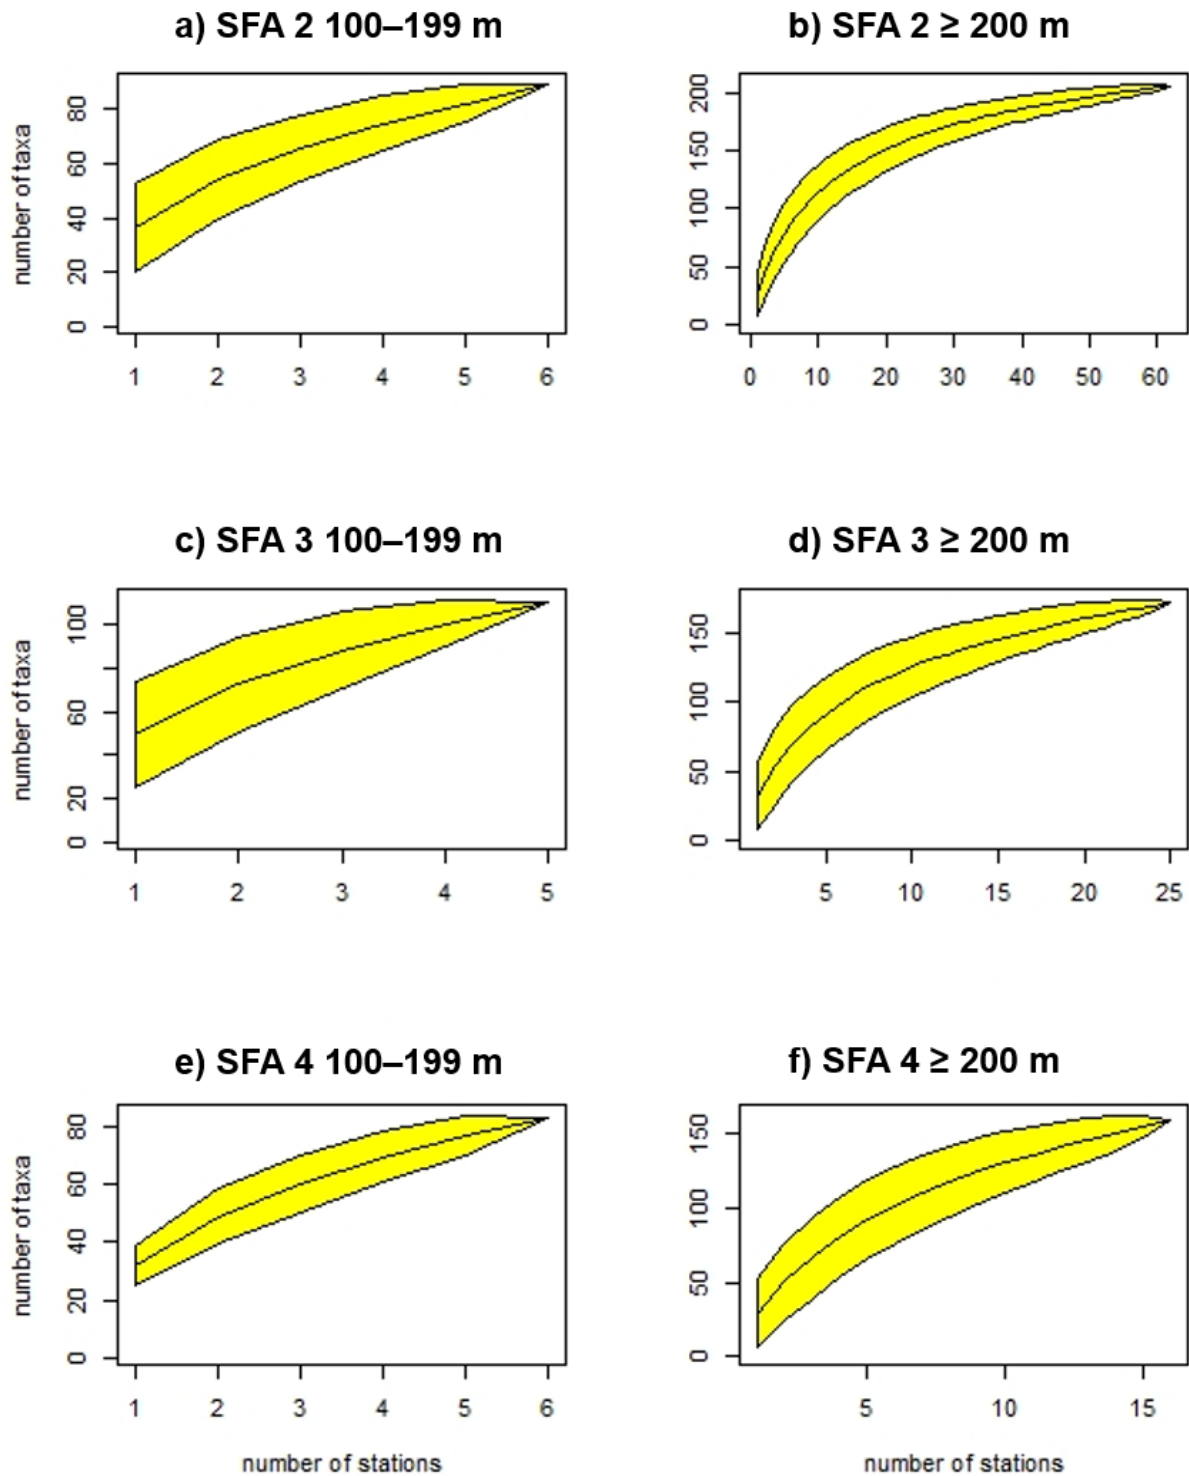 a) SFA 2 100–199 m
number of taxa
80
60
40
20
0
1 2 3 4 5 6
b) SFA 2 ≥ 200 m
200
150
100
50
0
0 10 20 30 40 50 60
c) SFA 3 100–199 m
number of taxa
100
60
20
0
1 2 3 4 5
d) SFA 3 ≥ 200 m
150
100
50
0
5 10 15 20 25
e) SFA 4 100–199 m
number of taxa
80
60
40
20
0
1 2 3 4 5 6
number of stations
f) SFA 4 ≥ 200 m
150
100
50
0
5 10 15
number of stations